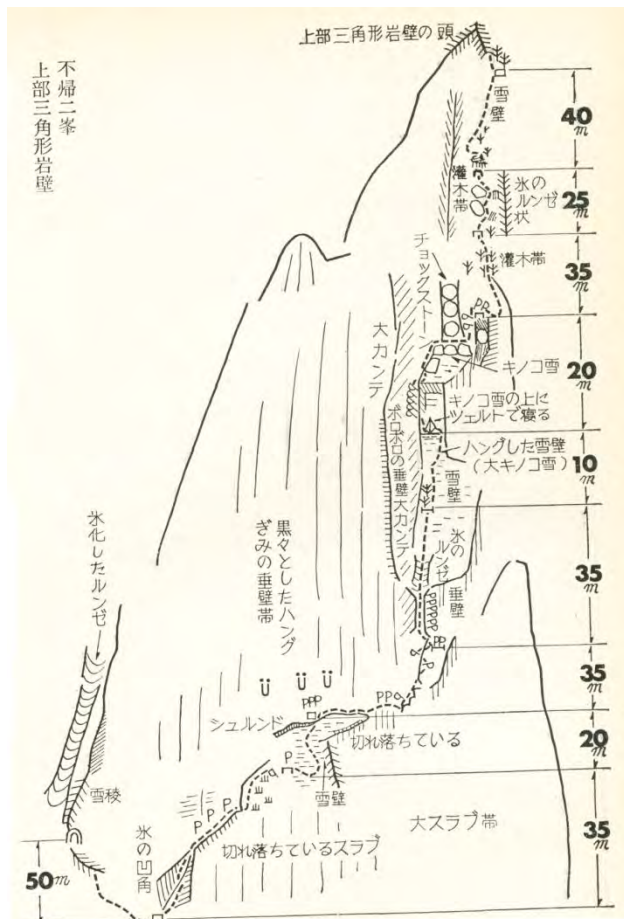 不帰二峯
上部三角形岩壁
上部三角形岩壁の頭
雪壁
40m
灌木帯
氷のルンゼ状
25m
灌木帯
35m
チョックストーン
PP
大カンテ
キノコ雪
20m
キノコ雪の上に
ツェルトで寝る
ボロボロの垂壁
大カンテ
ハングした雪壁
(大キノコ雪)
雪壁
10m
氷のルンゼ
垂壁
35m
黒々としたハング
ぎみの垂壁帯
氷化したルンゼ
35m
PP
PPP
シュルンド
切れ落ちている
20m
P
雪壁
雪稜
P
P
P
大スラブ帯
切れ落ちているスラブ
氷の凹角
35m
50m